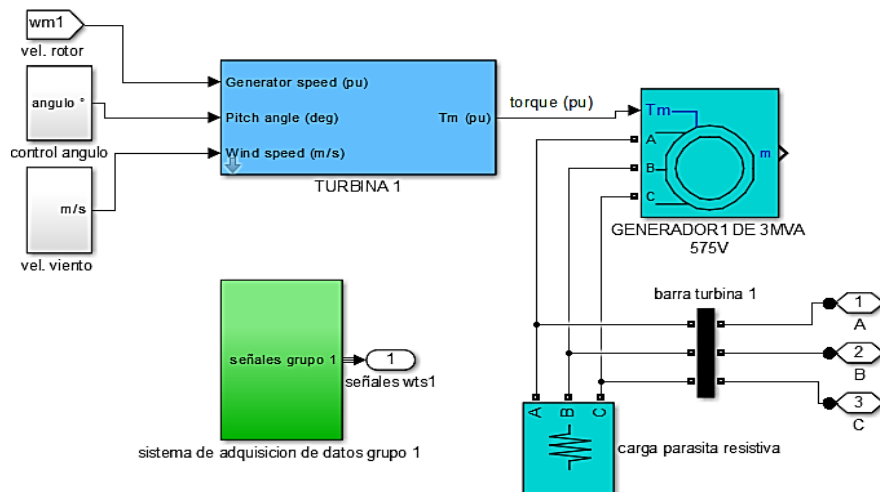 wm1
vel. rotor
angulo °
control angulo
m/s
vel. viento
Generator speed (pu)
Pitch angle (deg)
Wind speed (m/s)
Tm (pu)
TURBINA 1
torque (pu)
Tm
A
B
C
m
GENERADOR1 DE 3MVA
575V
señales grupo 1
1
señales wts1
sistema de adquisicion de datos grupo 1
barra turbina 1
1
A
2
B
3
C
A
B
C
carga parasita resistiva